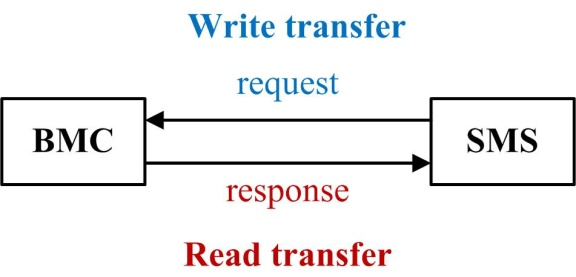 Write transfer
request
BMC
SMS
response
Read transfer